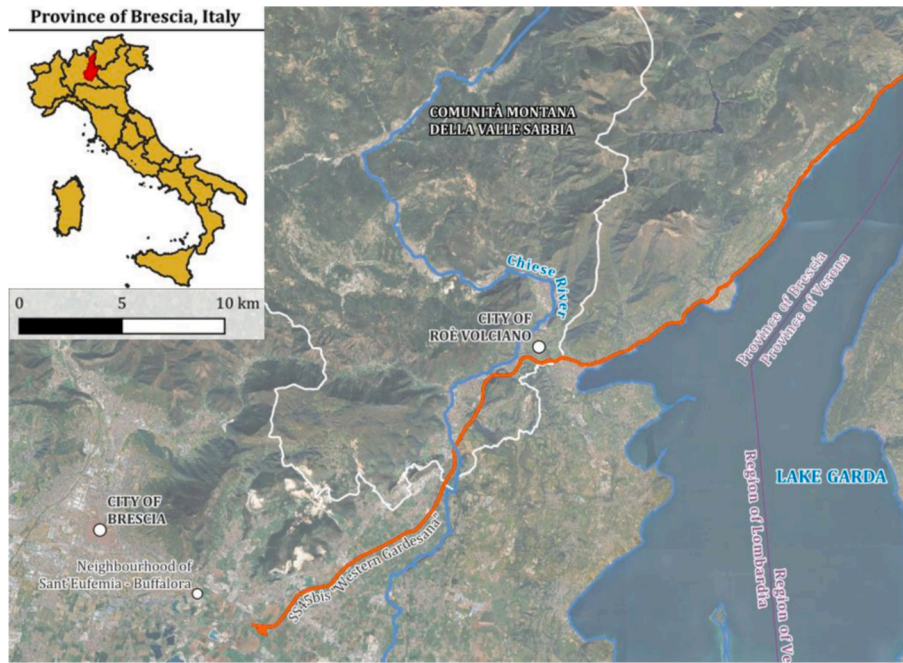 Province of Brescia, Italy
0 5 10 km
COMUNITÀ MONTANA
DELLA VALLE SABBIA
Chiese River
CITY OF
ROÈ VOLCIANO
Province of Brescia
Province of Verona
LAKE GARDA
CITY OF
BRESCIA
Neighbourhood of
Sant'Eufemia - Buffalora
SS45bis "Western Gardesana"
Region of Lombardia
Region of Ve